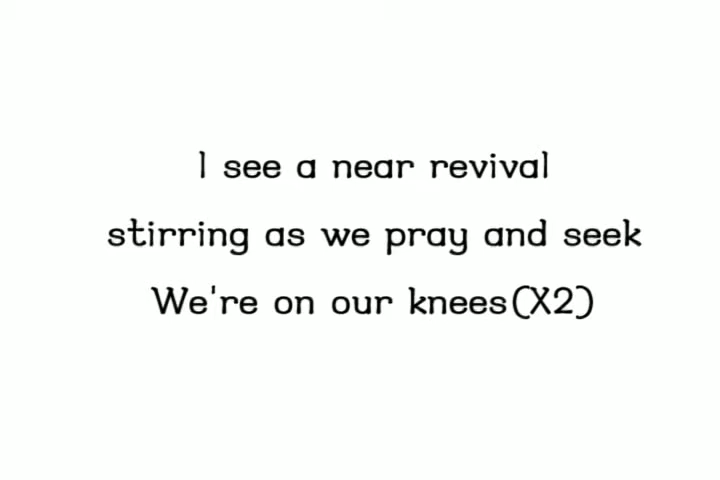 I see a near revival
stirring as we pray and seek
We're on our knees(X2)